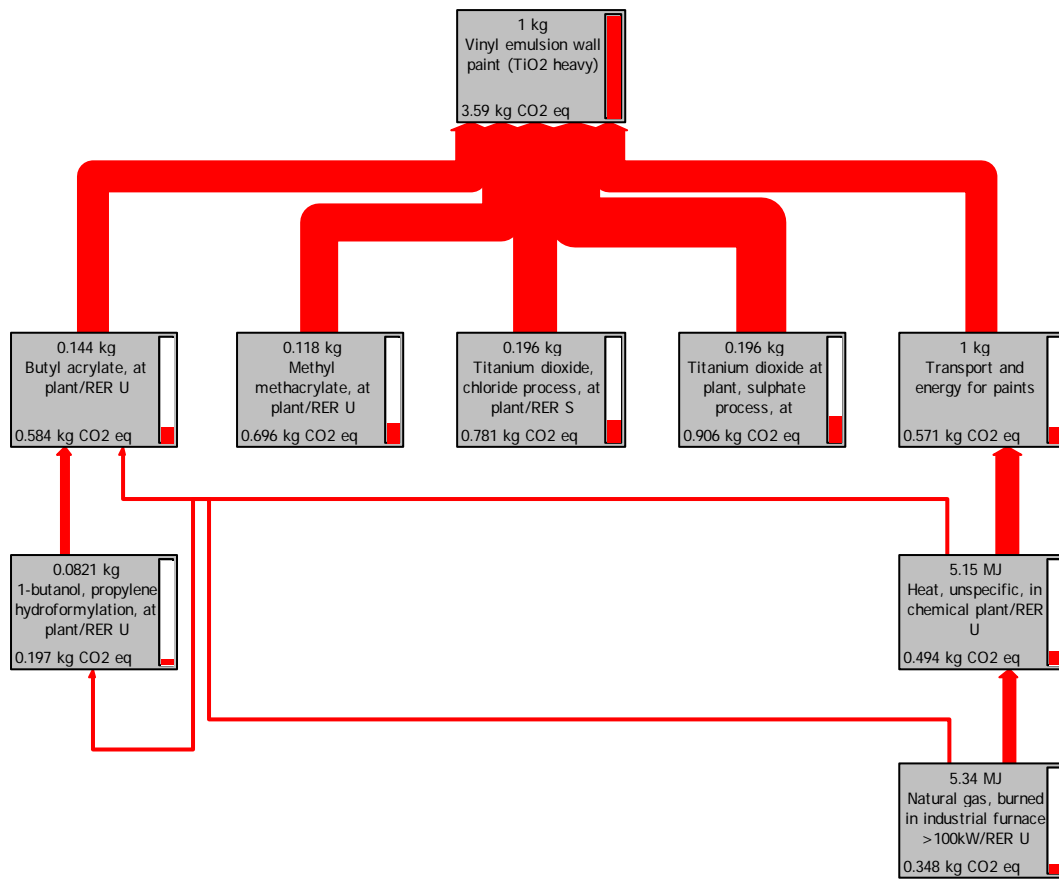 1 kg
Vinyl emulsion wall
paint (TiO2 heavy)
3.59 kg CO2 eq
0.144 kg
Butyl acrylate, at
plant/RER U
0.584 kg CO2 eq
0.118 kg
Methyl
methacrylate, at
plant/RER U
0.696 kg CO2 eq
0.196 kg
Titanium dioxide,
chloride process, at
plant/RER S
0.781 kg CO2 eq
0.196 kg
Titanium dioxide at
plant, sulphate
process, at
0.906 kg CO2 eq
1 kg
Transport and
energy for paints
0.571 kg CO2 eq
0.0821 kg
1-butanol, propylene
hydroformylation, at
plant/RER U
0.197 kg CO2 eq
5.15 MJ
Heat, unspecific, in
chemical plant/RER
U
0.494 kg CO2 eq
5.34 MJ
Natural gas, burned
in industrial furnace
>100kW/RER U
0.348 kg CO2 eq